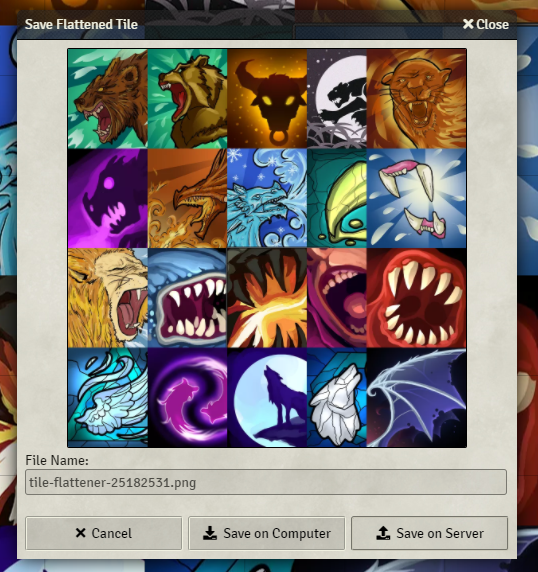 Save Flattened Tile
Close
File Name:
tile-flattener-25182531.png
Cancel
Save on Computer
Save on Server